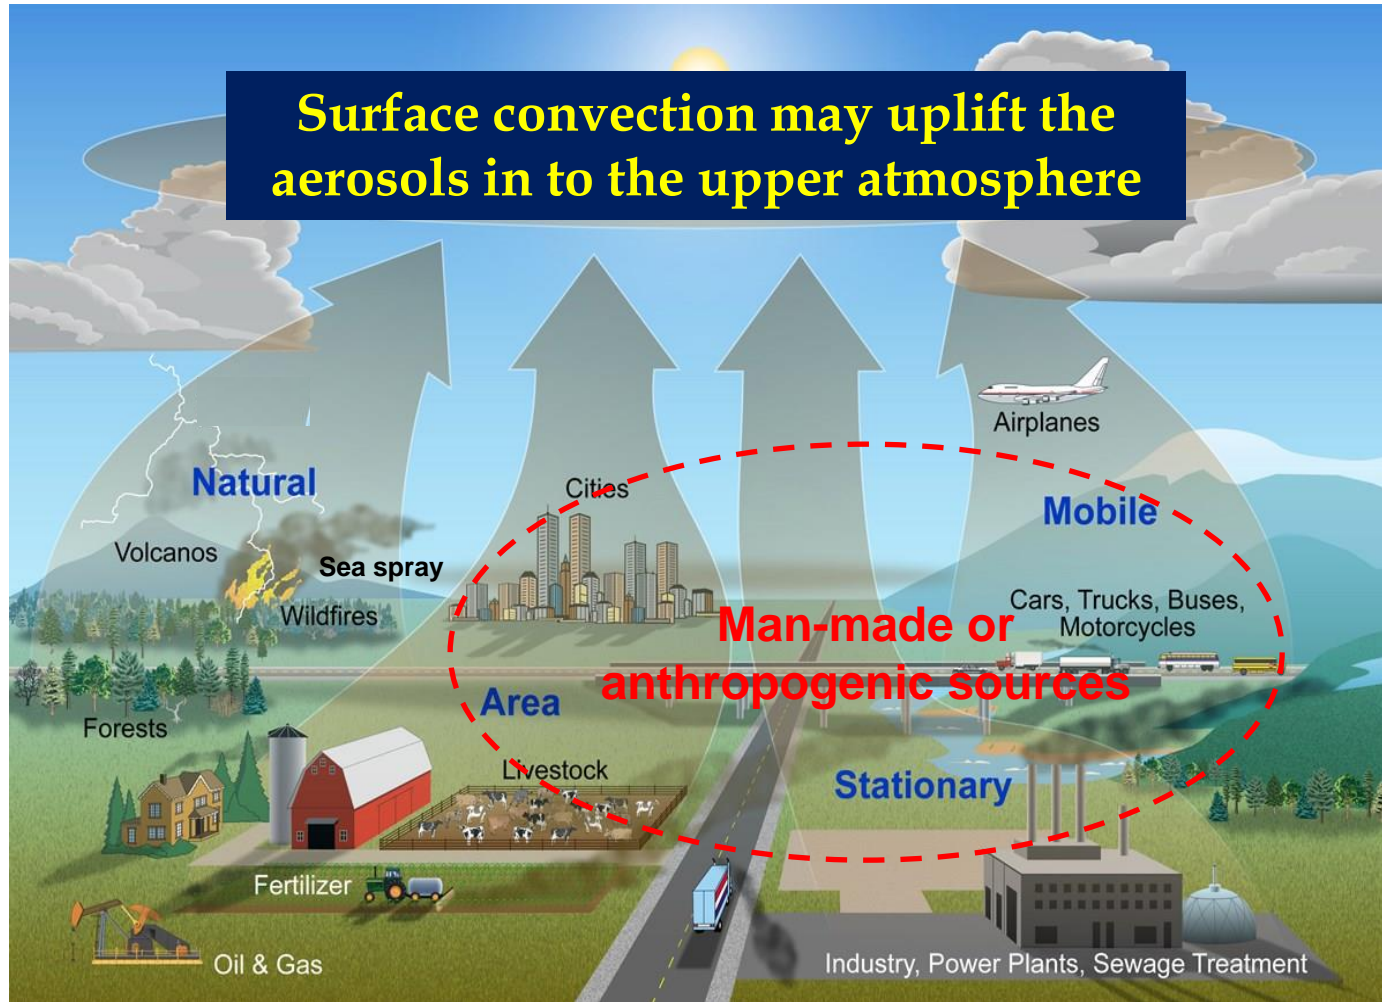 Surface convection may uplift the
aerosols in to the upper atmosphere
Airplanes
Natural
Cities
Mobile
Volcanos
Sea spray
Wildfires
Cars, Trucks, Buses,
Motorcycles
Man-made or
anthropogenic sources
Area
Forests
Livestock
Stationary
Fertilizer
Oil & Gas
Industry, Power Plants, Sewage Treatment